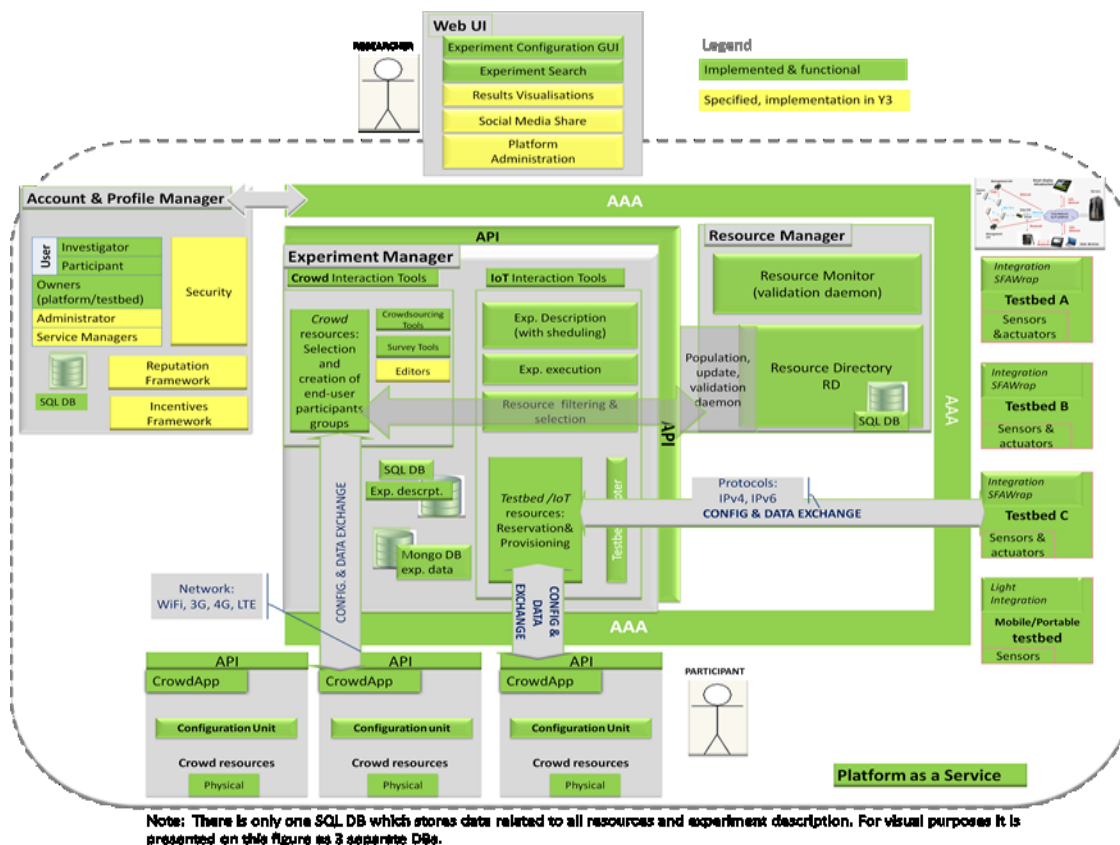 Web UI
RESEARCHER
Experiment Configuration GUI
Experiment Search
Results Visualisations
Social Media Share
Platform
Administration
Legend
Implemented & functional
Specified, implementation in Y3
Account & Profile Manager
User
Investigator
Participant
Owners
(platform/testbed)
Administrator
Service Managers
Security
SQL DB
Reputation
Framework
Incentives Framework
AAA
API
Experiment Manager
Crowd Interaction Tools
Crowd
resources:
Selection
and
creation of
end-user
participants
groups
Crowdsourcing
Tools
Survey Tools
Editors
IoT Interaction Tools
Exp. Description
(with sheduling)
Exp. execution
Resource filtering &
selection
SQL DB
Exp. descrpt.
Mongo DB
exp. data
Testbed /IoT
resources:
Reservation&
Provisioning
API
Resource Manager
Resource Monitor
(validation daemon)
Population,
update,
validation
daemon
Resource Directory
RD
SQL DB
AAA
Protocols:
IPv4, IPv6
CONFIG & DATA EXCHANGE
Integration
SFAWrap
Testbed A
Sensors
&actuators
Integration
SFAWrap
Testbed B
Sensors &
actuators
Integration
SFAWrap
Testbed C
Sensors &
actuators
Light
Integration
Mobile/Portable
testbed
Sensors
Network:
WiFi, 3G, 4G, LTE
CONFIG. & DATA EXCHANGE
CONFIG &
DATA
EXCHANGE
AAA
API
CrowdApp
Configuration Unit
Crowd resources
Physical
API
CrowdApp
Configuration unit
Crowd resources
Physical
API
CrowdApp
Configuration Unit
Crowd resources
Physical
PARTICIPANT
Platform as a Service
Note: There is only one SQL DB which stores data related to all resources and experiment description. For visual purposes it is
presented on this figure as 3 separate DBs.